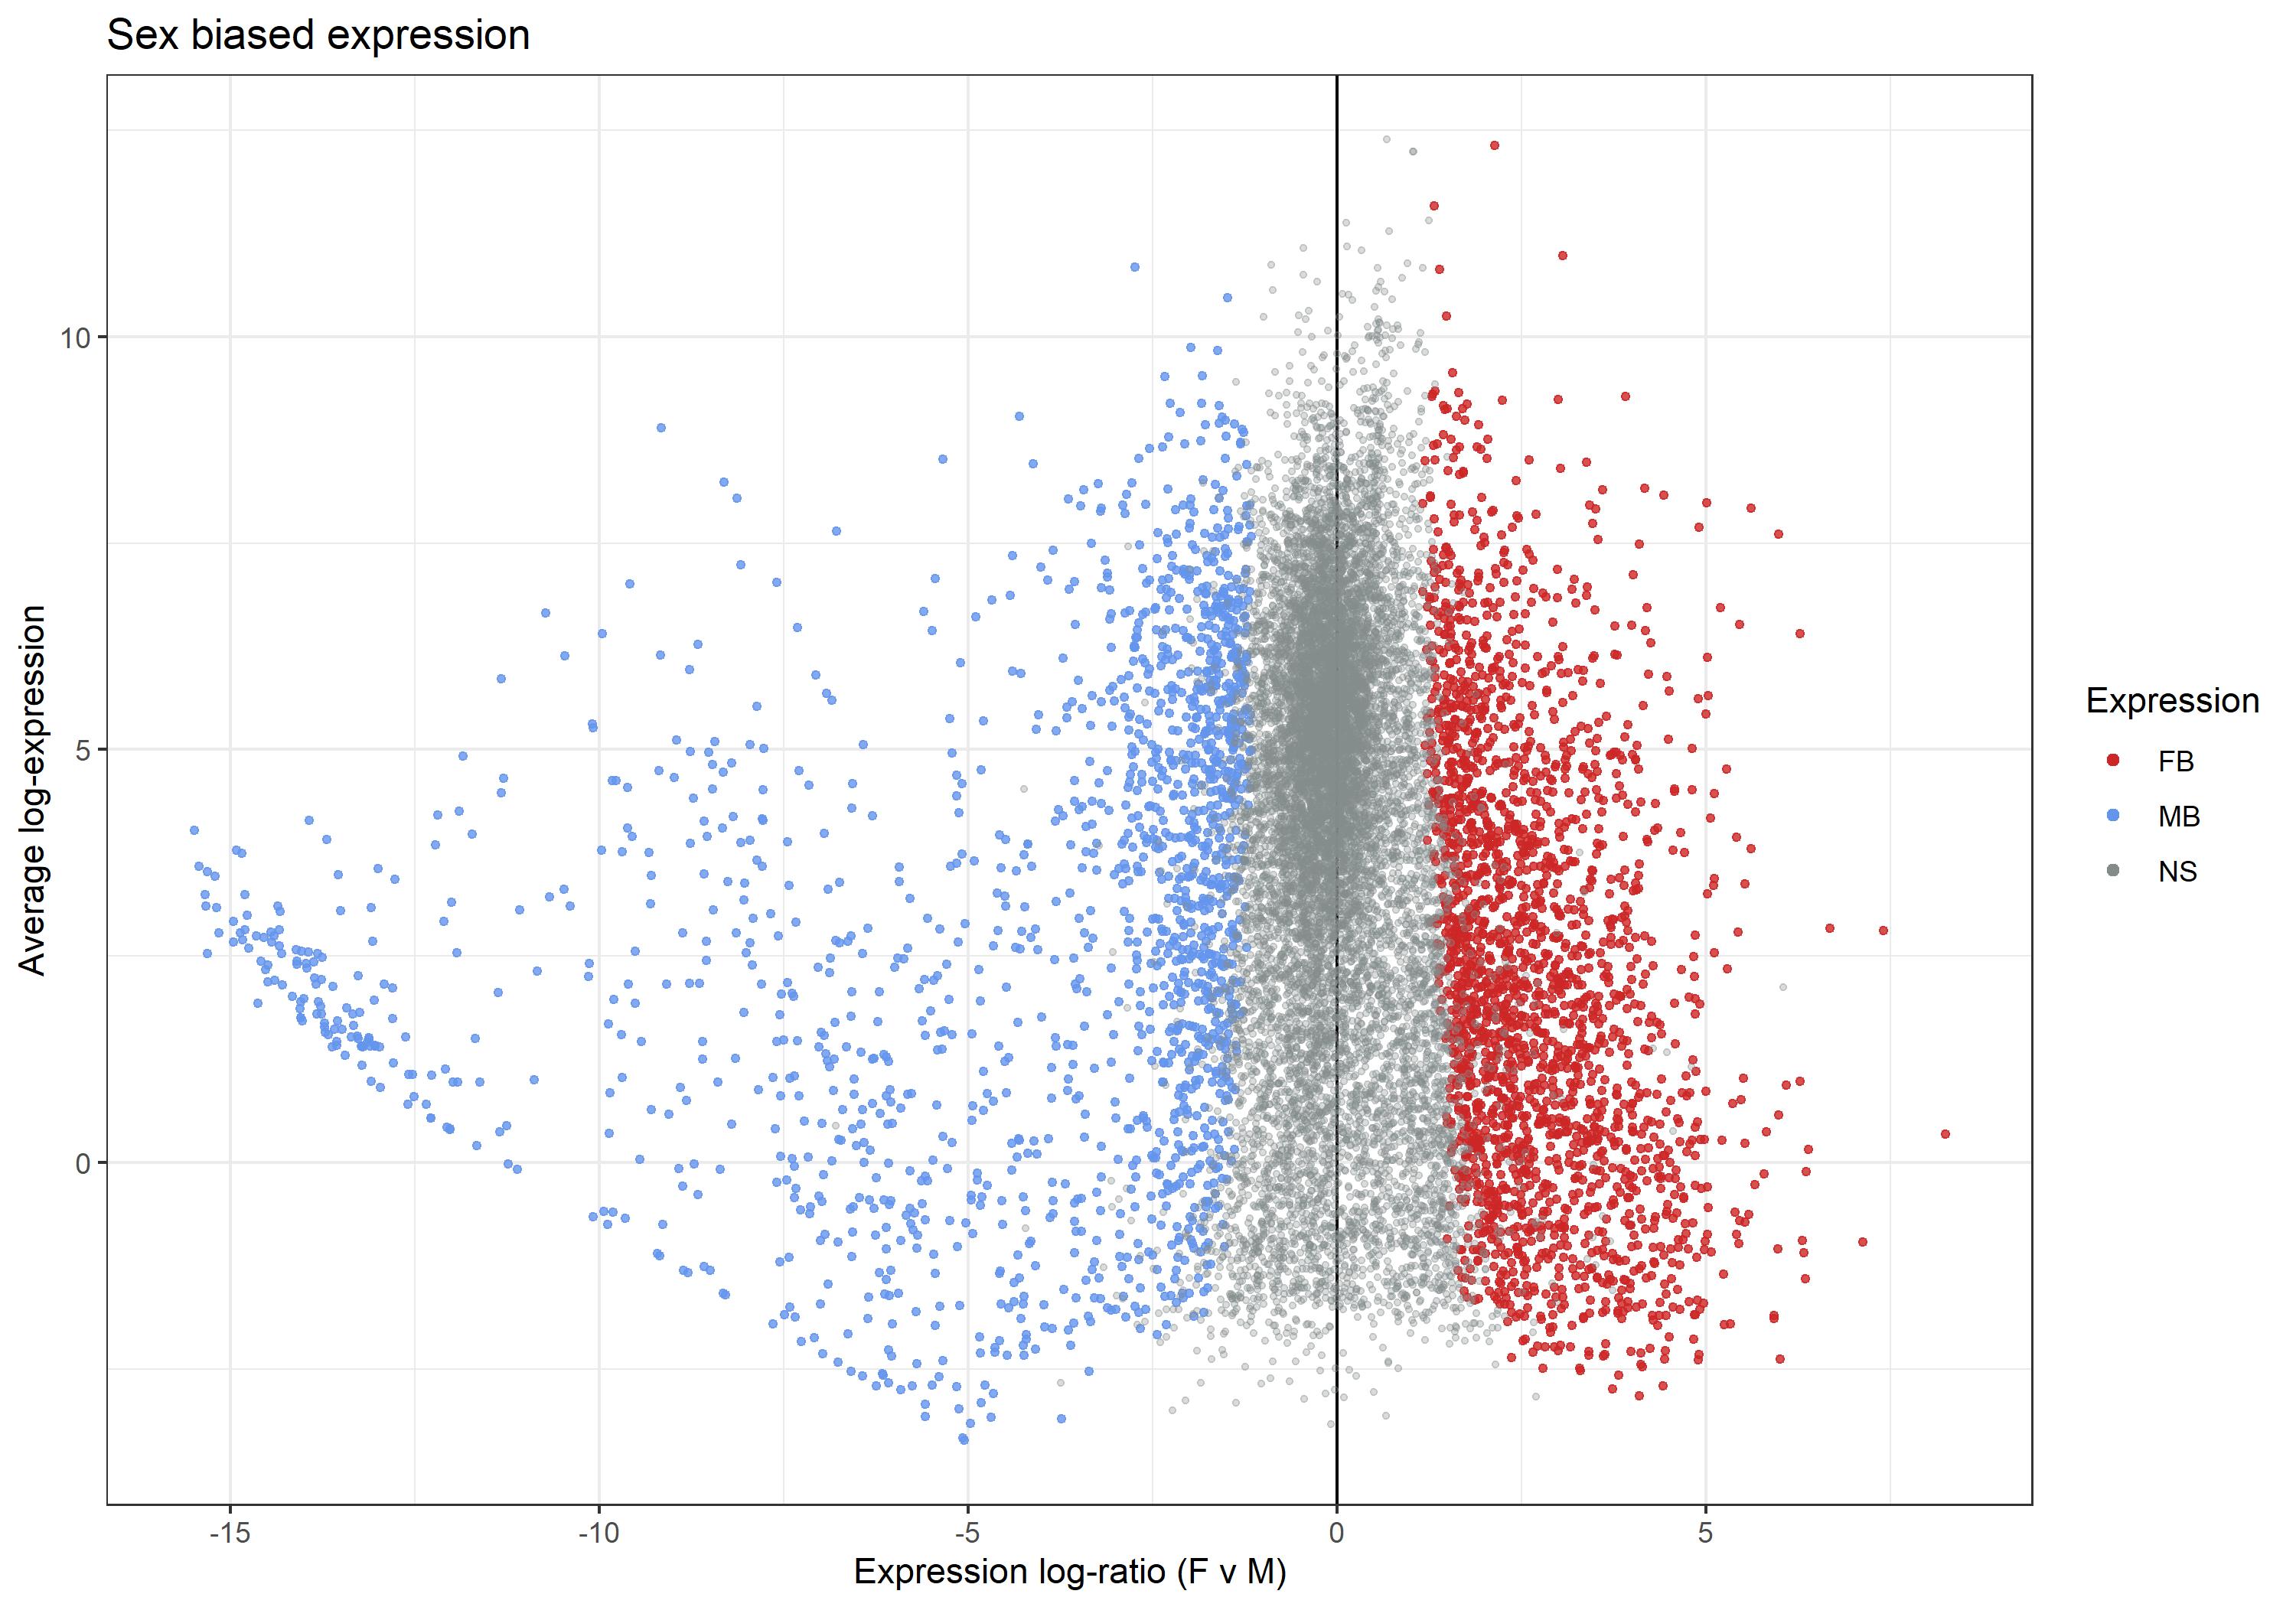 Sex biased expression
10
5
0
Average log-expression
-15
-10
-5
0
5
Expression log-ratio (F v M)
Expression
FB
MB
NS